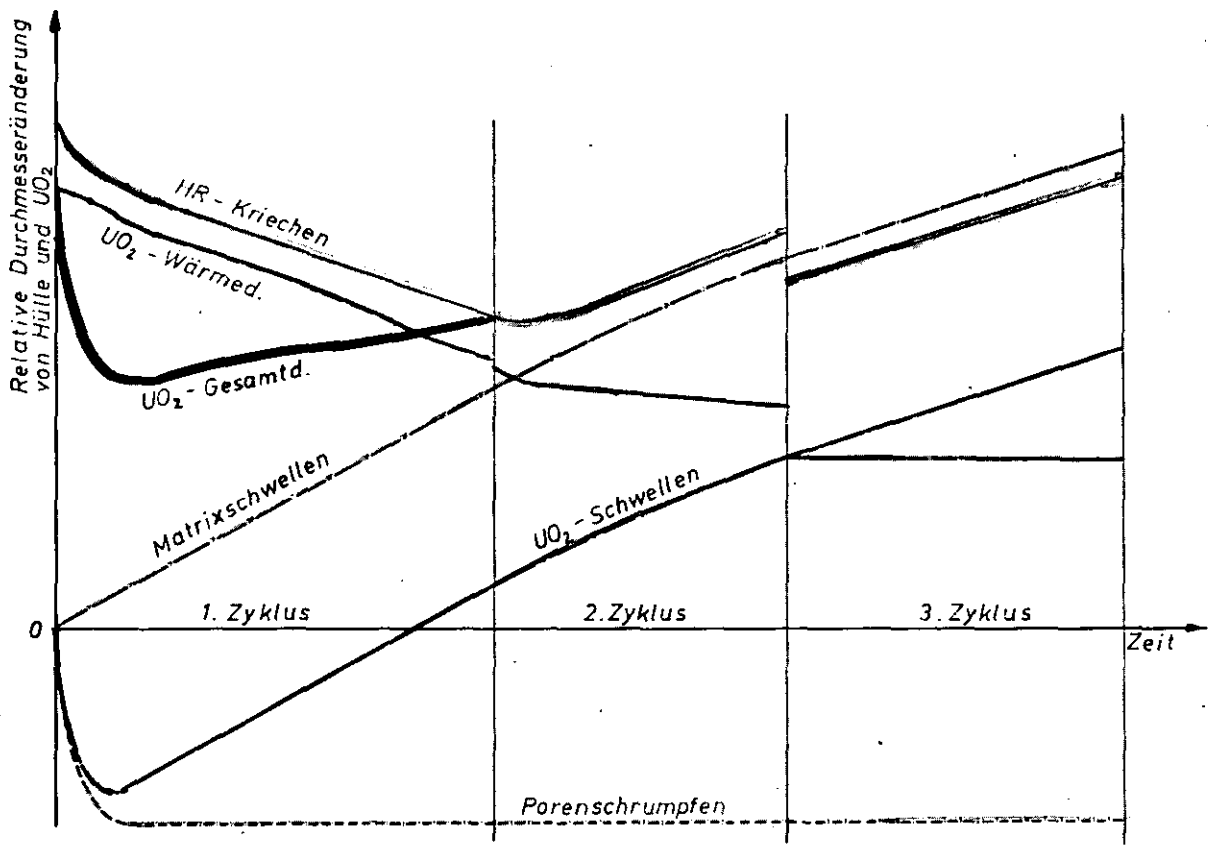 Relative Durchmesseränderung
von Hülle und UO₂
HR - Kriechen
UO₂ - Wärmed.
UO₂ - Gesamtd.
Matrixschwellen
UO₂ - Schwellen
1. Zyklus
2. Zyklus
3. Zyklus
0
Zeit
Porenschrumpfen